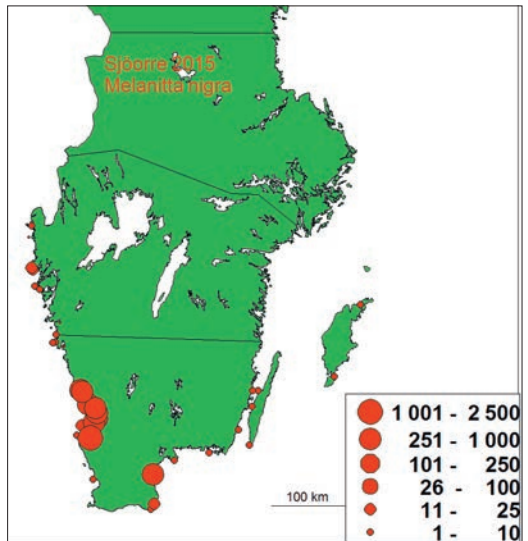 Sjöorre 2015
Melanitta nigra
100 km
1 001 - 2 500
251 - 1 000
101 - 250
26 - 100
11 - 25
1 - 10